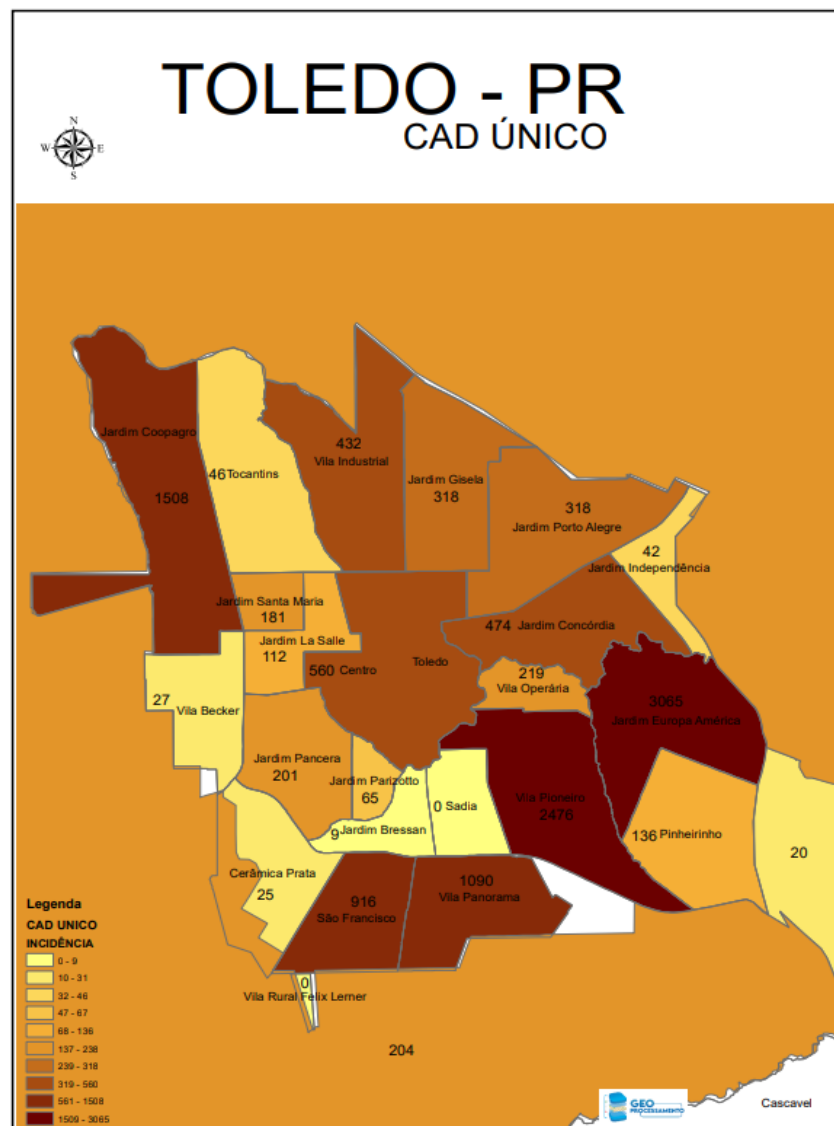 TOLEDO - PR
CAD ÚNICO
N
W
E
S
Jardim Coopagro
1508
46 Tocantins
432
Vila Industrial
Jardim Gisela
318
318
Jardim Porto Alegre
42
Jardim Independência
Jardim Santa Maria
181
Jardim La Salle
112
474 Jardim Concórdia
560 Centro
Toledo
219
Vila Operária
27
Vila Becker
3065
Jardim Europa América
Jardim Pancera
201
Jardim Parizotto
65
0 Sadia
Vila Pioneiro
2476
9 Jardim Bressan
136 Pinheirinho
20
Cerâmica Prata
25
916
São Francisco
1090
Vila Panorama
0
Vila Rural Felix Lerner
204
Legenda
CAD UNICO
INCIDÊNCIA
0 - 9
10 - 31
32 - 46
47 - 67
68 - 136
137 - 238
239 - 318
319 - 560
561 - 1508
1509 - 3065
GEO
PROCESSAMENTO
Cascavel